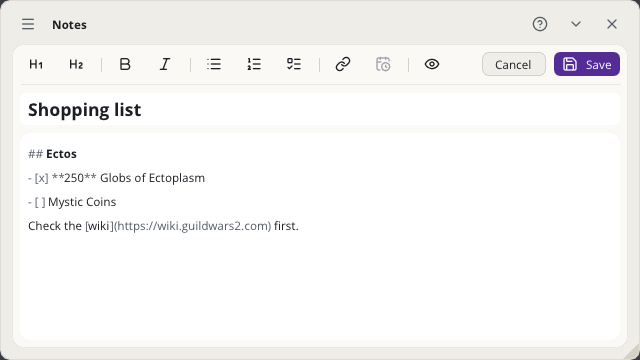 Notes
H1 H2 B I Cancel Save
Shopping list
## Ectos
- [x] **250** Globs of Ectoplasm
- [ ] Mystic Coins
Check the [wiki](https://wiki.guildwars2.com) first.